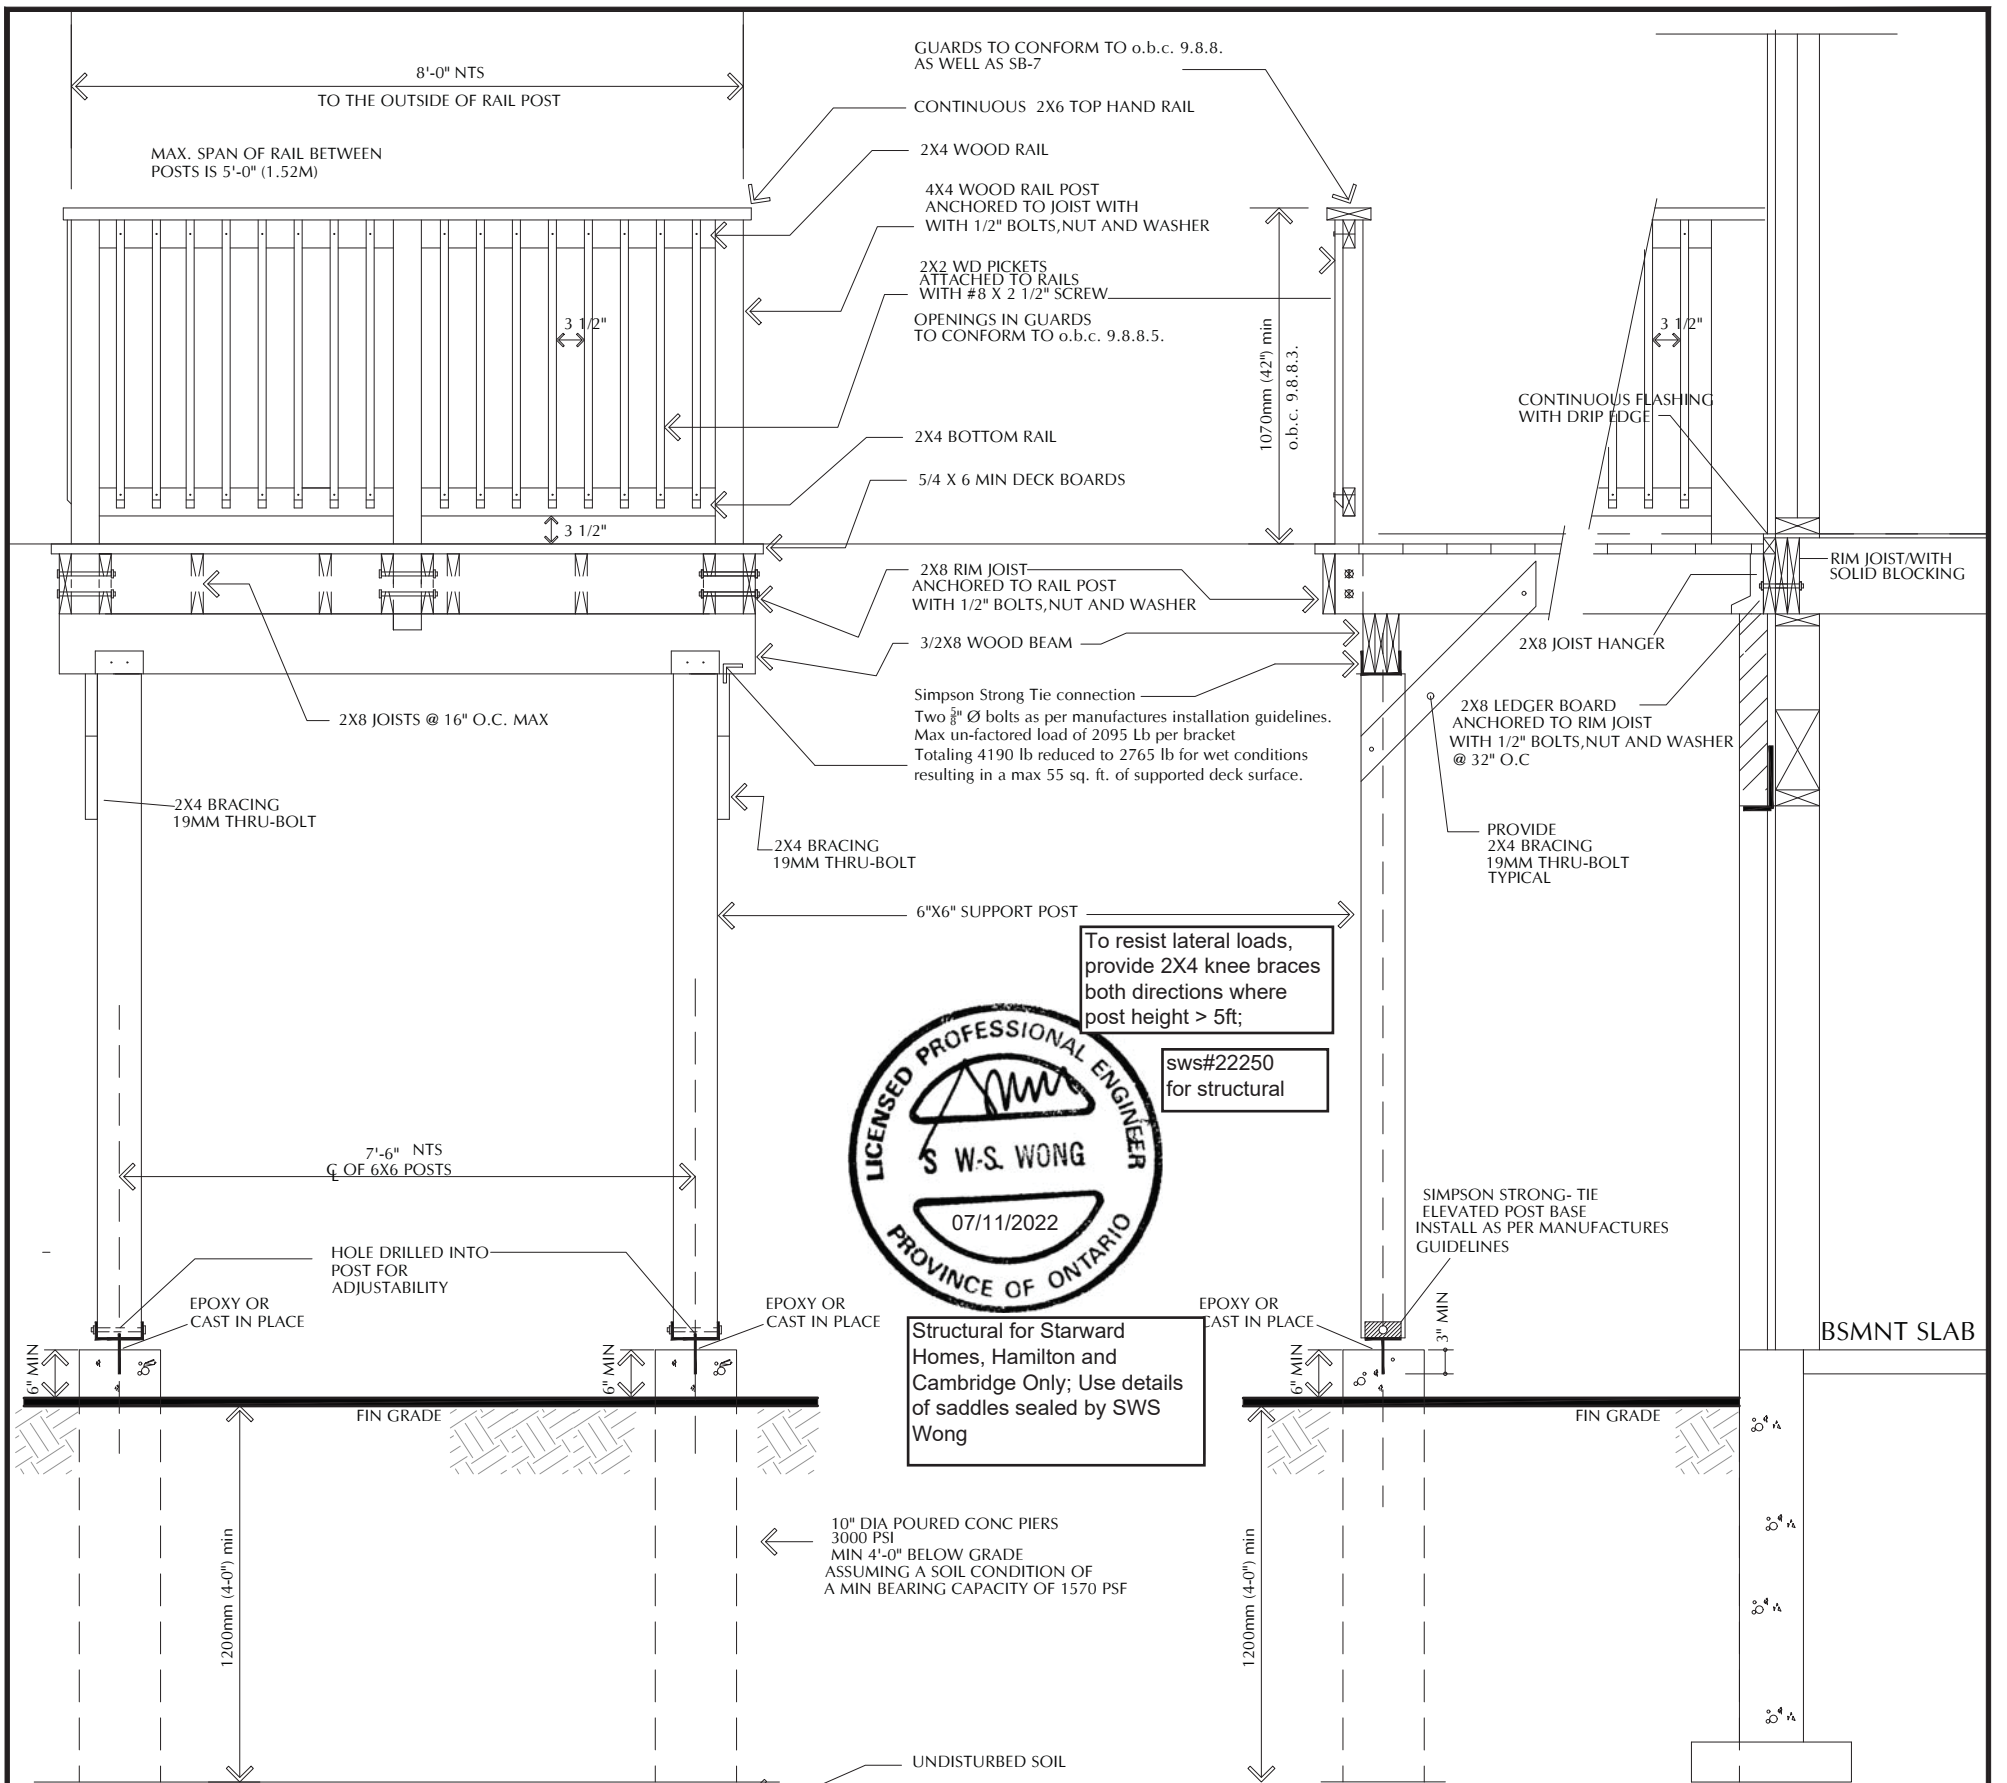 8'-0" NTS
TO THE OUTSIDE OF RAIL POST
MAX. SPAN OF RAIL BETWEEN
POSTS IS 5'-0" (1.52M)
GUARDS TO CONFORM TO o.b.c. 9.8.8.
AS WELL AS SB-7
CONTINUOUS 2X6 TOP HAND RAIL
2X4 WOOD RAIL
4X4 WOOD RAIL POST
ANCHORED TO JOIST WITH
WITH 1/2" BOLTS,NUT AND WASHER
2X2 WD PICKETS
ATTACHED TO RAILS
WITH #8 X 2 1/2" SCREW
OPENINGS IN GUARDS
TO CONFORM TO o.b.c. 9.8.8.5.
3 1/2"
1070mm (42") min
o.b.c. 9.8.8.3.
3 1/2"
CONTINUOUS FLASHING
WITH DRIP EDGE
2X4 BOTTOM RAIL
5/4 X 6 MIN DECK BOARDS
3 1/2"
2X8 RIM JOIST
ANCHORED TO RAIL POST
WITH 1/2" BOLTS,NUT AND WASHER
RIM JOIST/WITH
SOLID BLOCKING
3/2X8 WOOD BEAM
2X8 JOIST HANGER
Simpson Strong Tie connection
Two 5/8" Ø bolts as per manufactures installation guidelines.
Max un-factored load of 2095 Lb per bracket
Totaling 4190 lb reduced to 2765 lb for wet conditions
resulting in a max 55 sq. ft. of supported deck surface.
2X8 JOISTS @ 16" O.C. MAX
2X8 LEDGER BOARD
ANCHORED TO RIM JOIST
WITH 1/2" BOLTS,NUT AND WASHER
@ 32" O.C
2X4 BRACING
19MM THRU-BOLT
2X4 BRACING
19MM THRU-BOLT
PROVIDE
2X4 BRACING
19MM THRU-BOLT
TYPICAL
6"X6" SUPPORT POST
To resist lateral loads,
provide 2X4 knee braces
both directions where
post height > 5ft;
sws#22250
for structural
LICENSED PROFESSIONAL ENGINEER
S W-S. WONG
07/11/2022
PROVINCE OF ONTARIO
7'-6" NTS
℄ OF 6X6 POSTS
SIMPSON STRONG- TIE
ELEVATED POST BASE
INSTALL AS PER MANUFACTURES
GUIDELINES
HOLE DRILLED INTO
POST FOR
ADJUSTABILITY
EPOXY OR
CAST IN PLACE
EPOXY OR
CAST IN PLACE
EPOXY OR
CAST IN PLACE
6" MIN
6" MIN
6" MIN
3" MIN
BSMNT SLAB
Structural for Starward
Homes, Hamilton and
Cambridge Only; Use details
of saddles sealed by SWS
Wong
FIN GRADE
FIN GRADE
1200mm (4-0") min
10" DIA POURED CONC PIERS
3000 PSI
MIN 4'-0" BELOW GRADE
ASSUMING A SOIL CONDITION OF
A MIN BEARING CAPACITY OF 1570 PSF
1200mm (4-0") min
UNDISTURBED SOIL